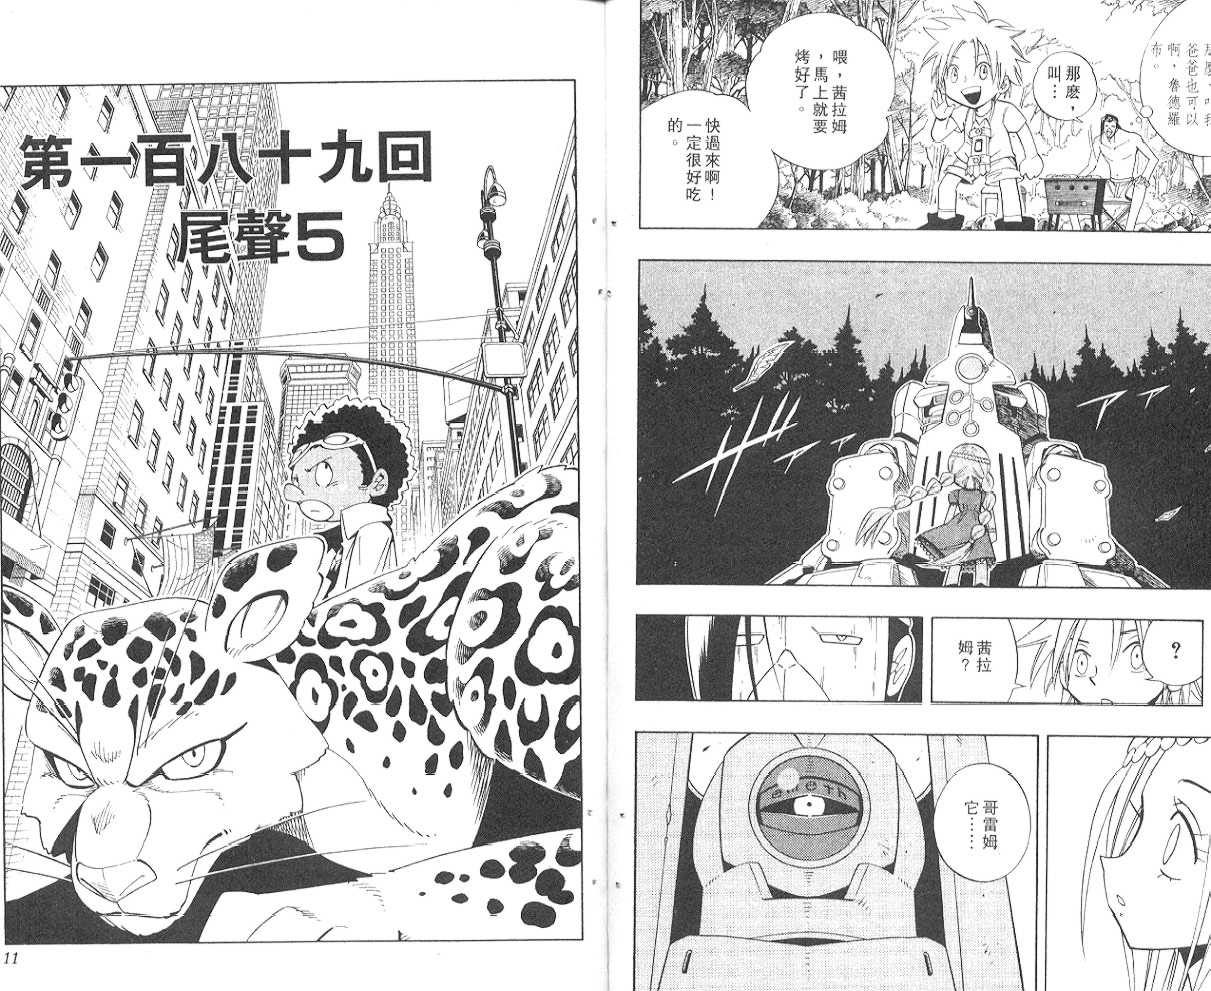 爸爸也可以
啊，魯德羅
布。
那麼，
叫…
喂，茜拉姆
，馬上就要
烤好了。
快過來啊！
一定很好吃
的。
？
茜拉
姆？
哥雷姆
它……
第一百八十九回
尾聲5
11